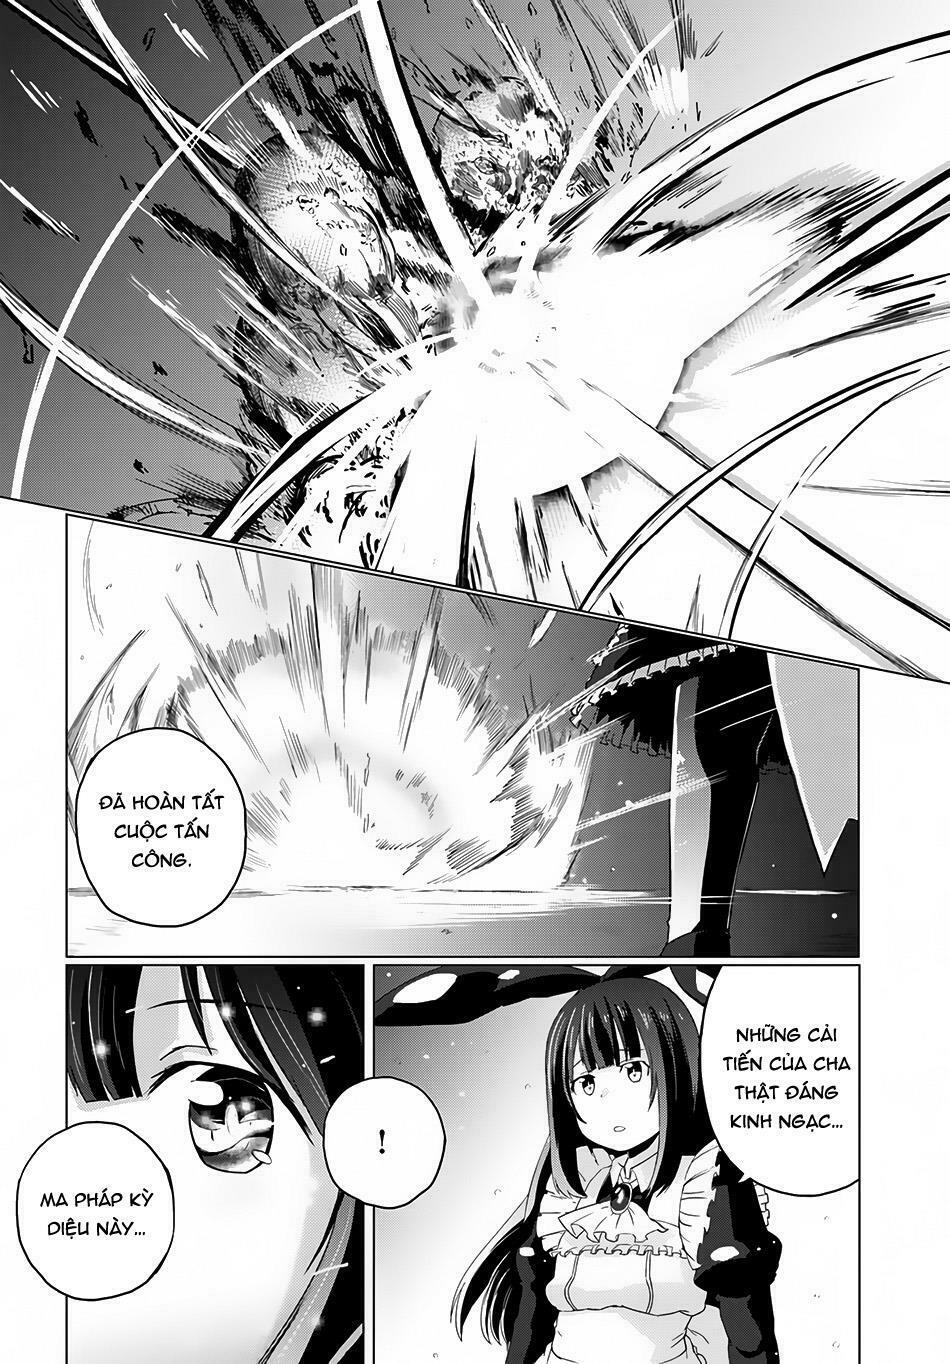 ĐÃ HOÀN TẤT
CUỘC TẤN
CÔNG.
NHỮNG CẢI
TIẾN CỦA CHA
THẬT ĐÁNG
KINH NGẠC...
!
MA PHÁP KỲ
DIỆU NÀY...